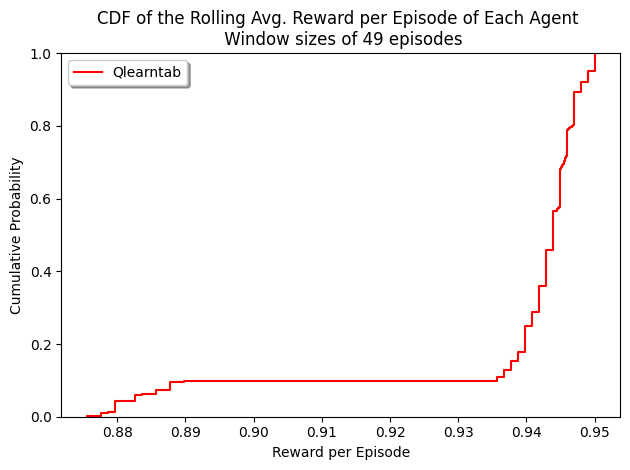 CDF of the Rolling Avg. Reward per Episode of Each Agent
Window sizes of 49 episodes
Qlearntab
1.0
0.8
0.6
0.4
0.2
0.0
Cumulative Probability
0.88 0.89 0.90 0.91 0.92 0.93 0.94 0.95
Reward per Episode